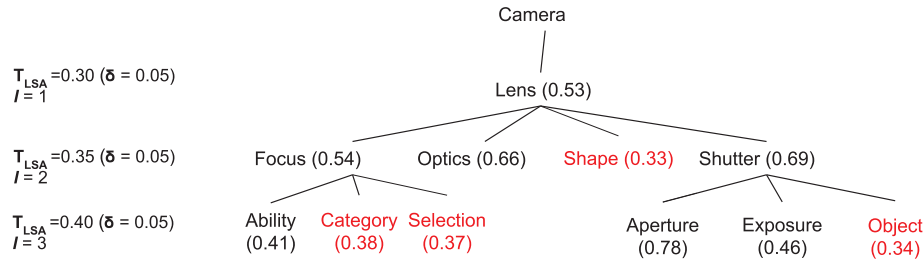 Camera
T_LSA =0.30 (δ = 0.05)
l = 1
Lens (0.53)
T_LSA =0.35 (δ = 0.05)
l = 2
Focus (0.54) Optics (0.66) Shape (0.33) Shutter (0.69)
T_LSA =0.40 (δ = 0.05)
l = 3
Ability Category Selection Aperture Exposure Object
(0.41) (0.38) (0.37) (0.78) (0.46) (0.34)